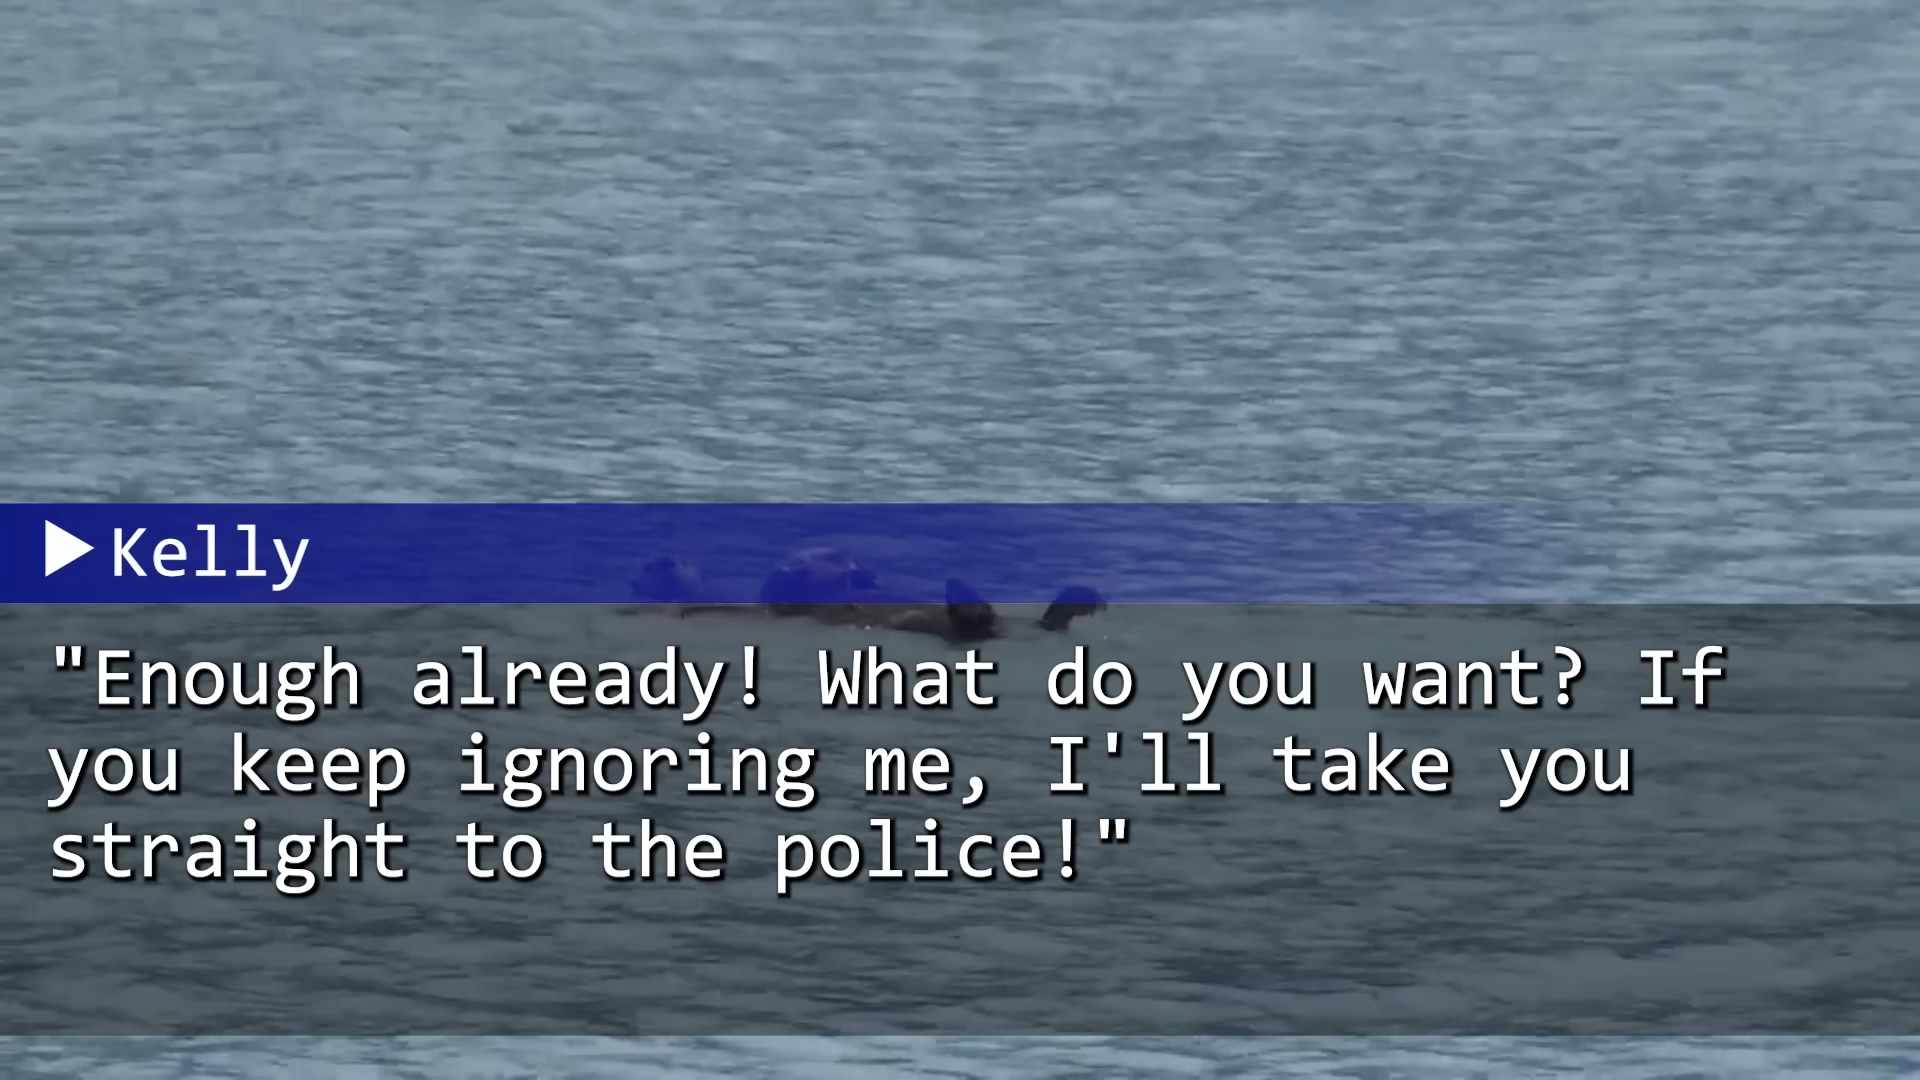 Kelly
"Enough already! What do you want? If
you keep ignoring me, I'll take you
straight to the police!"